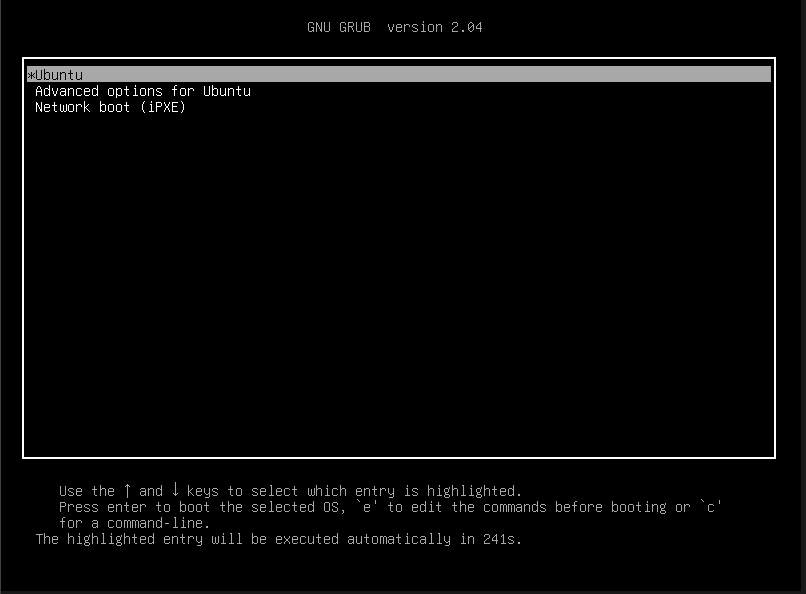 GNU GRUB  version 2.04
*Ubuntu
Advanced options for Ubuntu
Network boot (iPXE)
Use the ↑ and ↓ keys to select which entry is highlighted.
Press enter to boot the selected OS, `e' to edit the commands before booting or `c'
for a command-line.
The highlighted entry will be executed automatically in 241s.